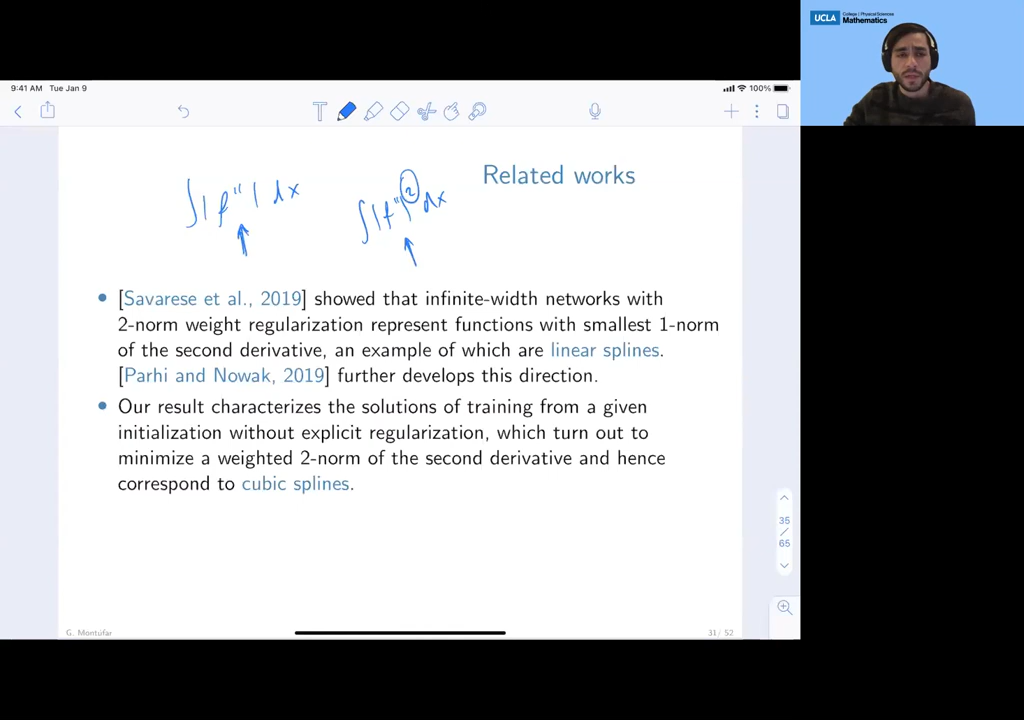 UCLA College | Physical Sciences
Mathematics
9:41 AM Tue Jan 9
100%
Related works
∫|f''| dx
∫|f''|² dx
• [Savarese et al., 2019] showed that infinite-width networks with
2-norm weight regularization represent functions with smallest 1-norm
of the second derivative, an example of which are linear splines.
[Parhi and Nowak, 2019] further develops this direction.
• Our result characterizes the solutions of training from a given
initialization without explicit regularization, which turn out to
minimize a weighted 2-norm of the second derivative and hence
correspond to cubic splines.
35
/
65
G. Montúfar
31 / 52